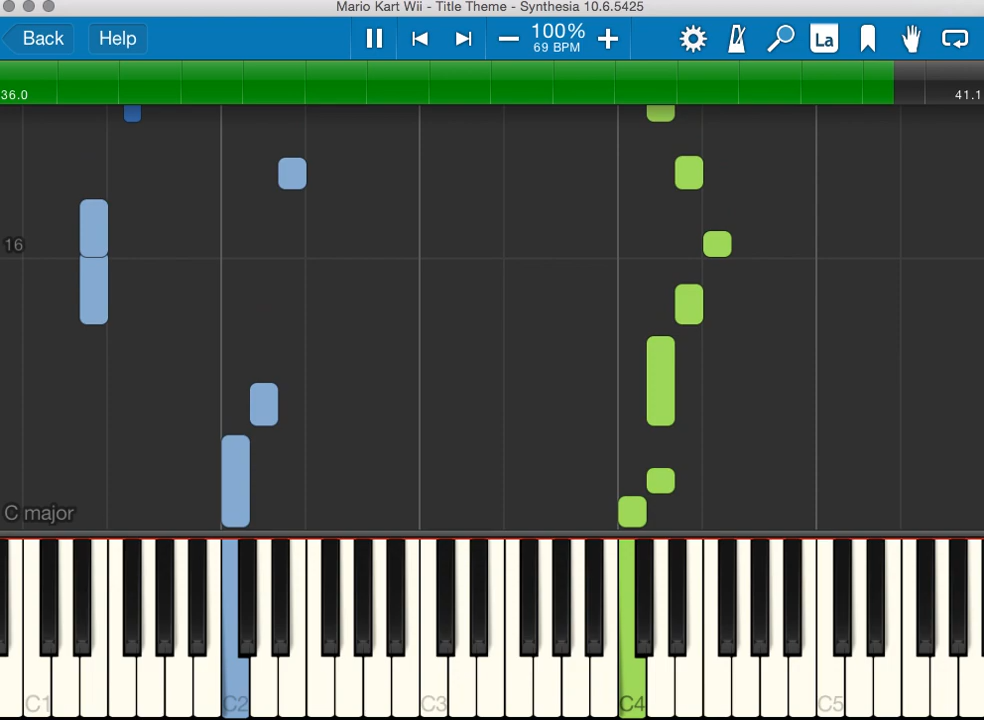 Mario Kart Wii - Title Theme - Synthesia 10.6.5425
Back
Help
100%
69 BPM
La
36.0
41.1
16
C major
C1
C2
C3
C4
C5